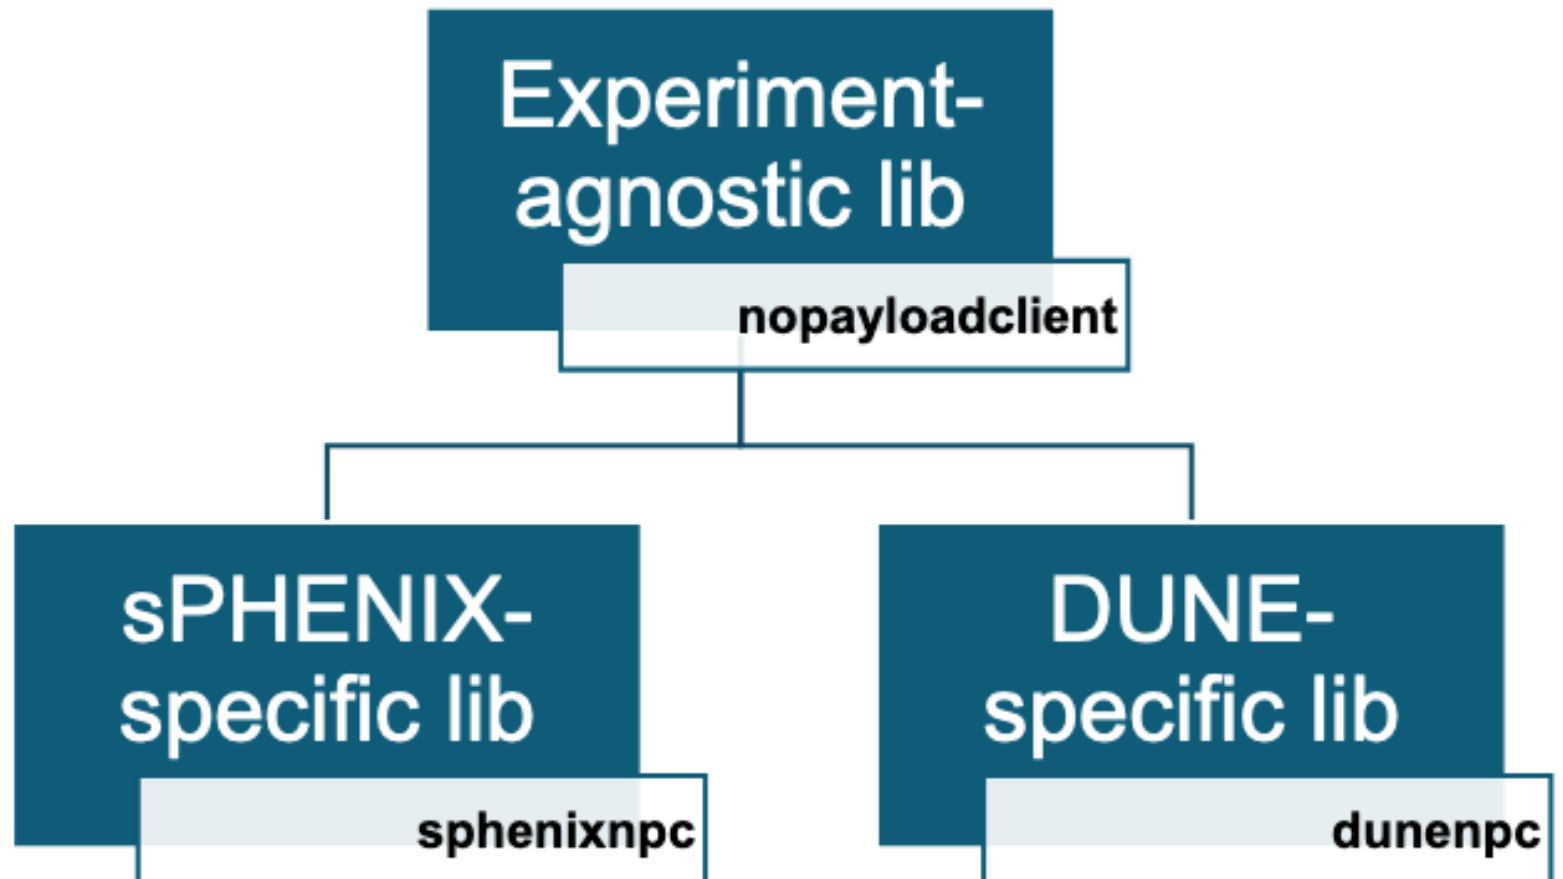 Experiment-
agnostic lib
nopayloadclient
sPHENIX-
specific lib
sphenixnpc
DUNE-
specific lib
dunenpc